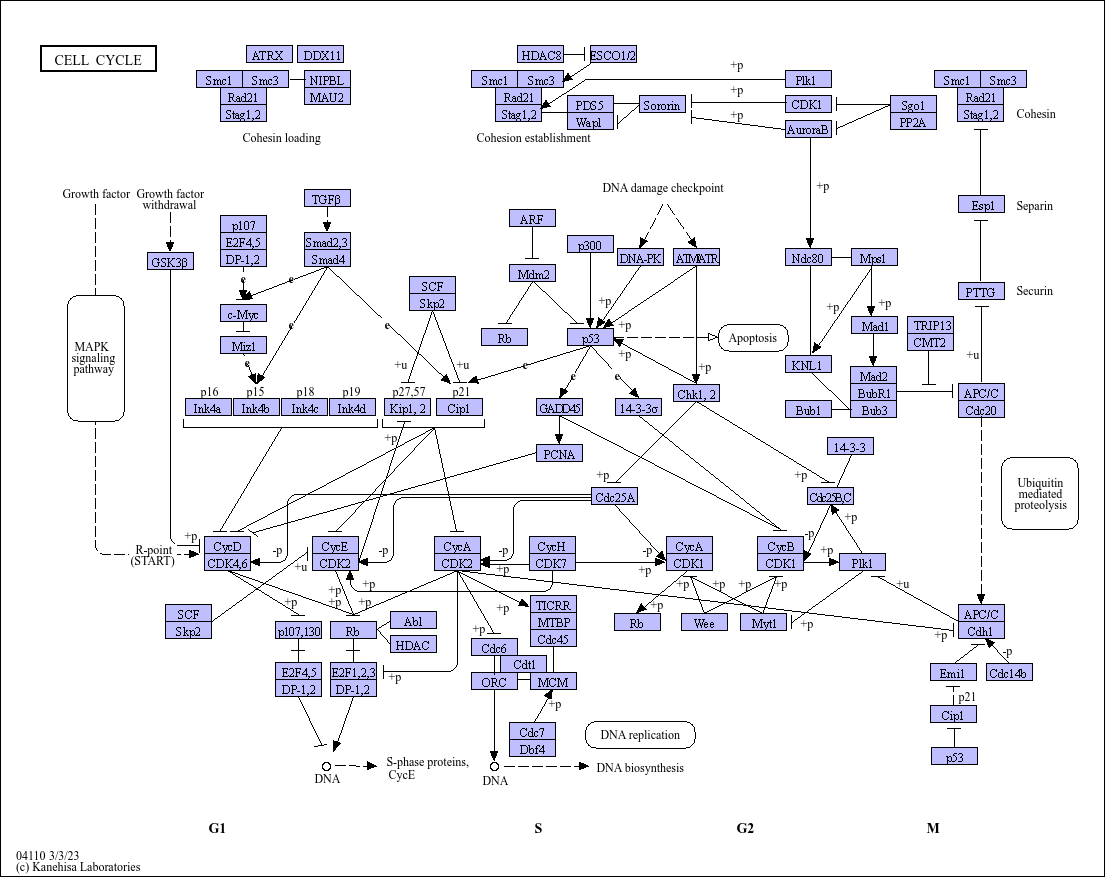 CELL CYCLE
ATRX
DDX11
Smc1
Smc3
NIPBL
Rad21
MAU2
Stag1,2
Cohesin loading
HDAC8
ESCO1/2
Smc1
Smc3
Rad21
Stag1,2
PDS5
Wapl
Sororin
Cohesion establishment
+p
Plk1
+p
CDK1
+p
AuroraB
Sgo1
PP2A
Smc1
Smc3
Rad21
Stag1,2
Cohesin
Growth factor
Growth factor
withdrawal
GSK3β
p107
E2F4,5
DP-1,2
TGFβ
Smad2,3
Smad4
e
e
e
c-Myc
Miz1
e
SCF
Skp2
ARF
Mdm2
Rb
p300
DNA damage checkpoint
DNA-PK
ATM/ATR
+p
+p
+p
+p
p53
Apoptosis
+p
Ndc80
Mps1
+p
+p
Mad1
KNL1
Mad2
BubR1
Bub3
Bub1
TRIP13
CMT2
Esp1
Separin
PTTG
Securin
+u
APC/C
Cdc20
MAPK
signaling
pathway
p16
Ink4a
p15
Ink4b
p18
Ink4c
p19
Ink4d
+u
+u
p27,57
Kip1, 2
p21
Cip1
e
e
e
GADD45
14-3-3σ
Chk1, 2
PCNA
+p
+p
Cdc25A
+p
14-3-3
Cdc25B,C
+p
-p
Ubiquitin
mediated
proteolysis
R-point
(START)
+p
CycD
CDK4,6
-p
+u
CycE
CDK2
-p
+p
CycA
CDK2
-p
+p
CycH
CDK7
-p
+p
CycA
CDK1
CycB
CDK1
+p
Plk1
+u
SCF
Skp2
+p
+p
+p
p107,130
Rb
Abl
HDAC
E2F4,5
DP-1,2
E2F1,2,3
DP-1,2
+p
+p
+p
Cdc6
Cdt1
ORC
MCM
TICRR
MTBP
Cdc45
+p
Cdc7
Dbf4
+p
Rb
+p
Wee
+p
+p
Myt1
+p
+p
APC/C
Cdh1
-p
Emi1
Cdc14b
p21
Cip1
p53
DNA replication
DNA
S-phase proteins,
CycE
DNA
DNA biosynthesis
G1
S
G2
M
04110 3/3/23
(c) Kanehisa Laboratories